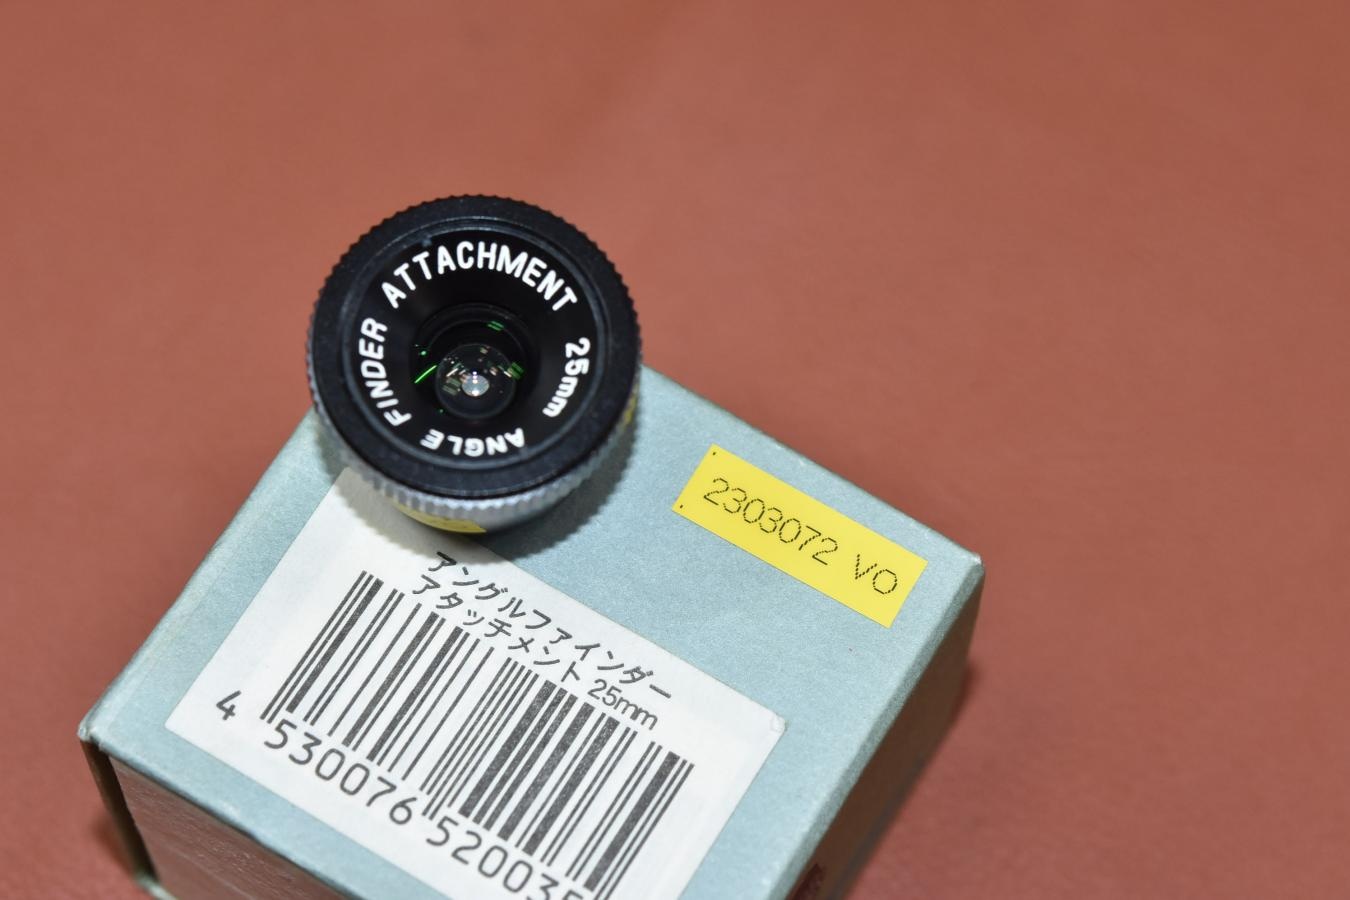 ATTACHMENT 25mm
ANGLE FINDER
2303072 VO
アングルファインダー
アタッチメント 25mm
4 530076 520035